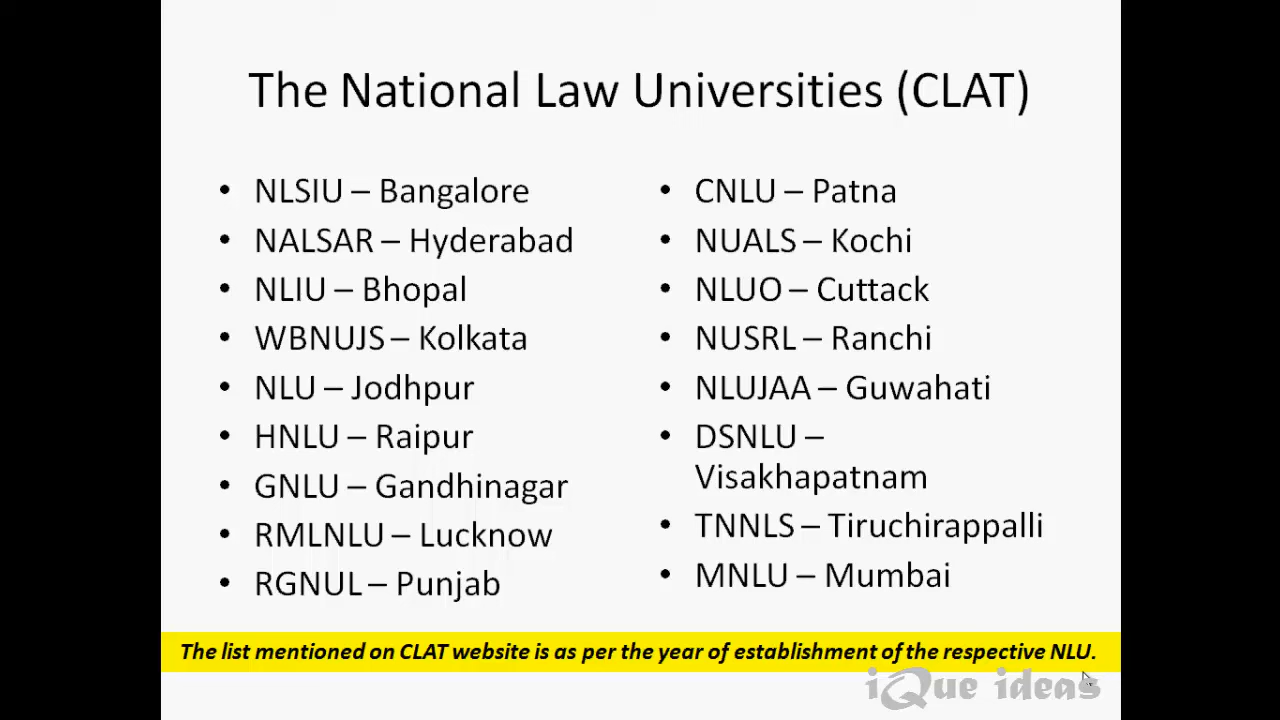 The National Law Universities (CLAT)
• NLSIU – Bangalore
• NALSAR – Hyderabad
• NLIU – Bhopal
• WBNUJS – Kolkata
• NLU – Jodhpur
• HNLU – Raipur
• GNLU – Gandhinagar
• RMLNLU – Lucknow
• RGNUL – Punjab
• CNLU – Patna
• NUALS – Kochi
• NLUO – Cuttack
• NUSRL – Ranchi
• NLUJAA – Guwahati
• DSNLU –
Visakhapatnam
• TNNLS – Tiruchirappalli
• MNLU – Mumbai
The list mentioned on CLAT website is as per the year of establishment of the respective NLU.
iQue ideas